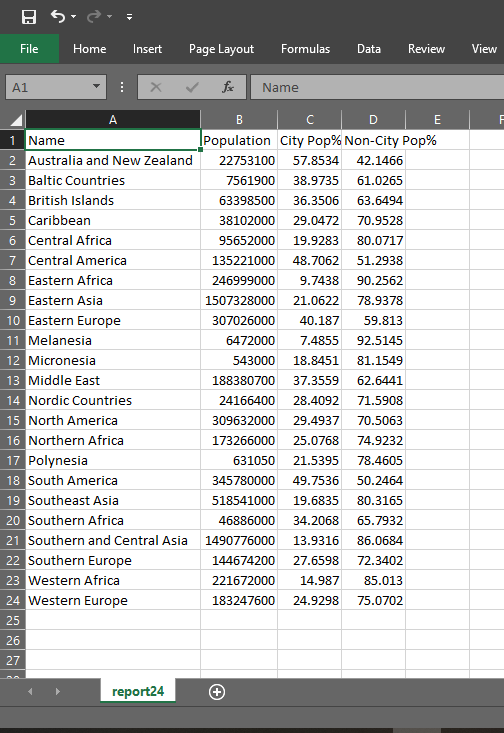 File Home Insert Page Layout Formulas Data Review View
A1 fx Name
A B C D E F
1 Name Population City Pop% Non-City Pop%
2 Australia and New Zealand 22753100 57.8534 42.1466
3 Baltic Countries 7561900 38.9735 61.0265
4 British Islands 63398500 36.3506 63.6494
5 Caribbean 38102000 29.0472 70.9528
6 Central Africa 95652000 19.9283 80.0717
7 Central America 135221000 48.7062 51.2938
8 Eastern Africa 246999000 9.7438 90.2562
9 Eastern Asia 1507328000 21.0622 78.9378
10 Eastern Europe 307026000 40.187 59.813
11 Melanesia 6472000 7.4855 92.5145
12 Micronesia 543000 18.8451 81.1549
13 Middle East 188380700 37.3559 62.6441
14 Nordic Countries 24166400 28.4092 71.5908
15 North America 309632000 29.4937 70.5063
16 Northern Africa 173266000 25.0768 74.9232
17 Polynesia 631050 21.5395 78.4605
18 South America 345780000 49.7536 50.2464
19 Southeast Asia 518541000 19.6835 80.3165
20 Southern Africa 46886000 34.2068 65.7932
21 Southern and Central Asia 1490776000 13.9316 86.0684
22 Southern Europe 144674200 27.6598 72.3402
23 Western Africa 221672000 14.987 85.013
24 Western Europe 183247600 24.9298 75.0702
25
26
27
report24